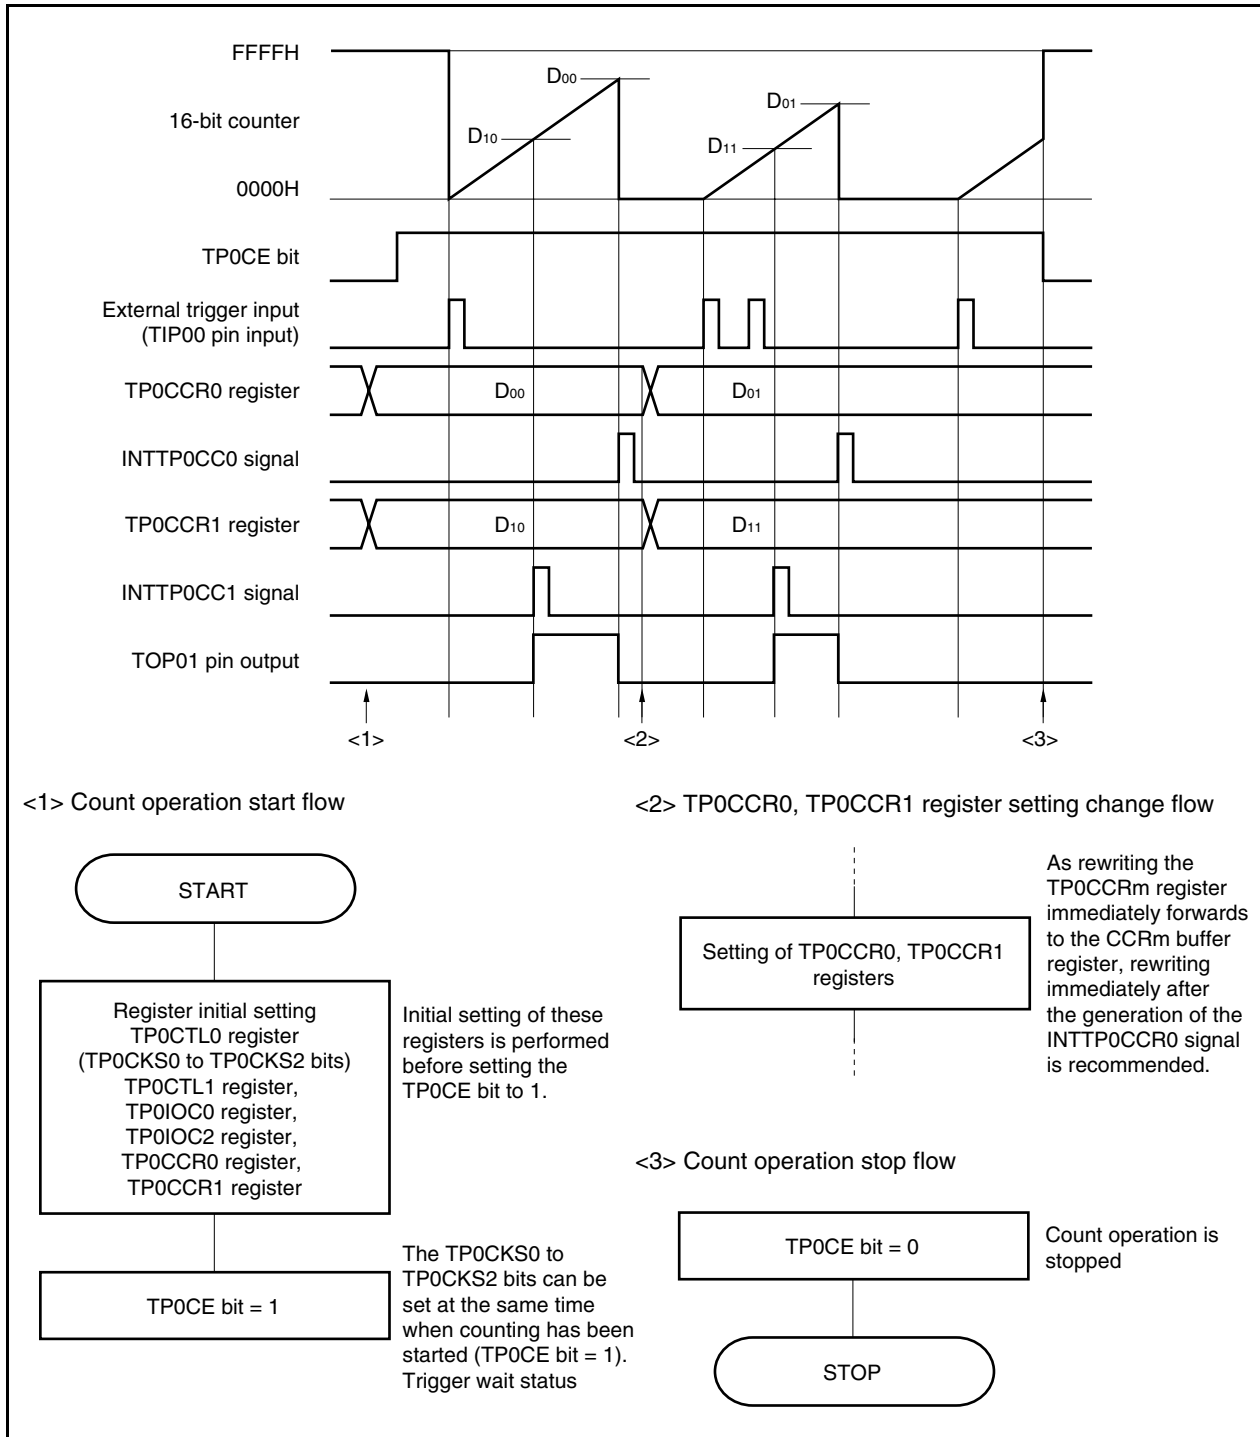 FFFFH
D00
D01
16-bit counter
D10
D11
0000H
TP0CE bit
External trigger input
(TIP00 pin input)
TP0CCR0 register
D00
D01
INTTP0CC0 signal
TP0CCR1 register
D10
D11
INTTP0CC1 signal
TOP01 pin output
<1>
<2>
<3>
<1> Count operation start flow
START
Register initial setting
TP0CTL0 register
(TP0CKS0 to TP0CKS2 bits)
TP0CTL1 register,
TP0IOC0 register,
TP0IOC2 register,
TP0CCR0 register,
TP0CCR1 register
Initial setting of these
registers is performed
before setting the
TP0CE bit to 1.
TP0CE bit = 1
The TP0CKS0 to
TP0CKS2 bits can be
set at the same time
when counting has been
started (TP0CE bit = 1).
Trigger wait status
<2> TP0CCR0, TP0CCR1 register setting change flow
Setting of TP0CCR0, TP0CCR1
registers
As rewriting the
TP0CCRm register
immediately forwards
to the CCRm buffer
register, rewriting
immediately after
the generation of the
INTTP0CCR0 signal
is recommended.
<3> Count operation stop flow
TP0CE bit = 0
Count operation is
stopped
STOP